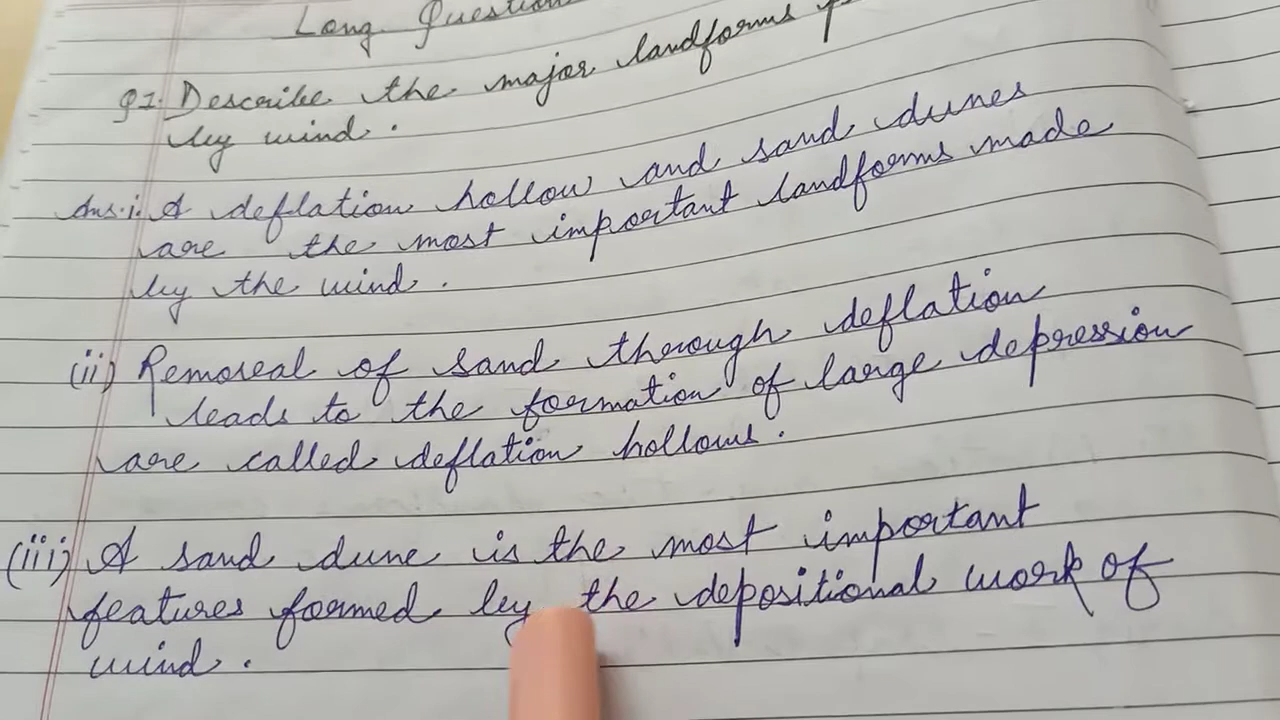 Long Question
Q1. Describe the major landforms
by wind.
Ans.i. A deflation hollow and sand dunes
are the most important landforms made
by the wind.
(ii) Removal of sand through deflation
leads to the formation of large depression
are called deflation hollows.
(iii) A sand dune is the most important
features formed by the depositional work of
wind.